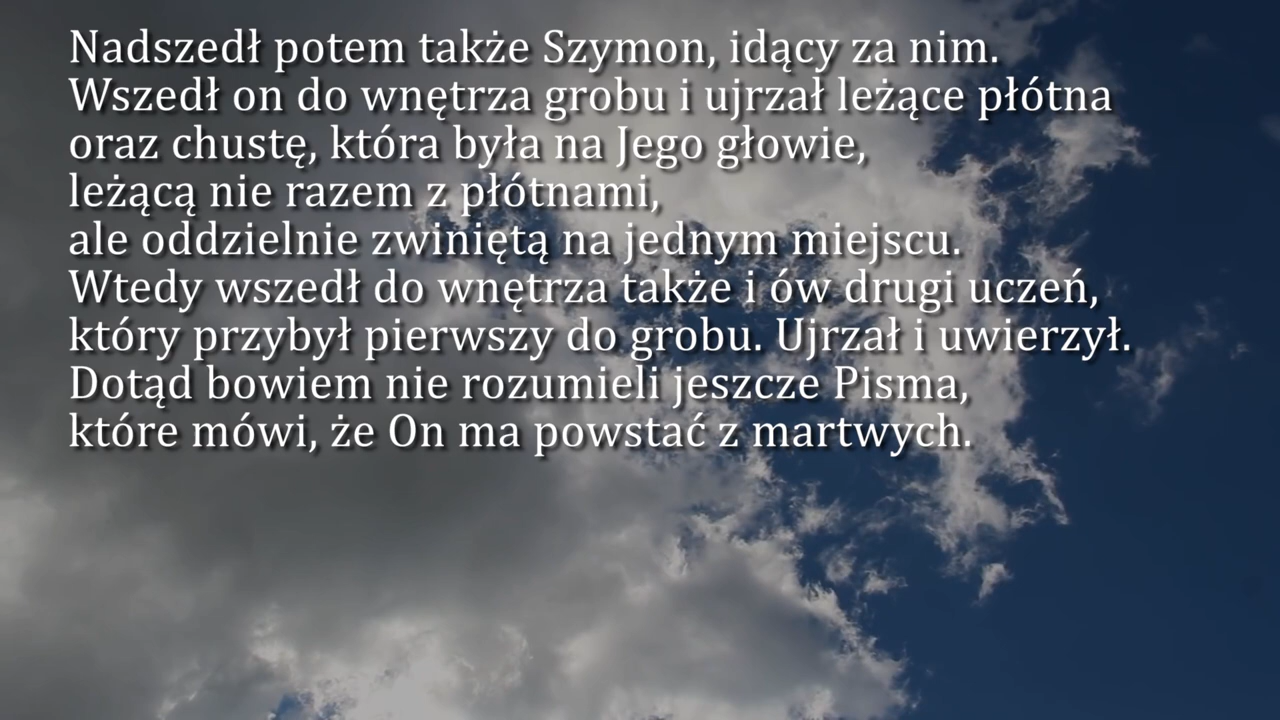 Nadszedł potem także Szymon, idący za nim.
Wszedł on do wnętrza grobu i ujrzał leżące płótna
oraz chustę, która była na Jego głowie,
leżącą nie razem z płótnami,
ale oddzielnie zwiniętą na jednym miejscu.
Wtedy wszedł do wnętrza także i ów drugi uczeń,
który przybył pierwszy do grobu. Ujrzał i uwierzył.
Dotąd bowiem nie rozumieli jeszcze Pisma,
które mówi, że On ma powstać z martwych.